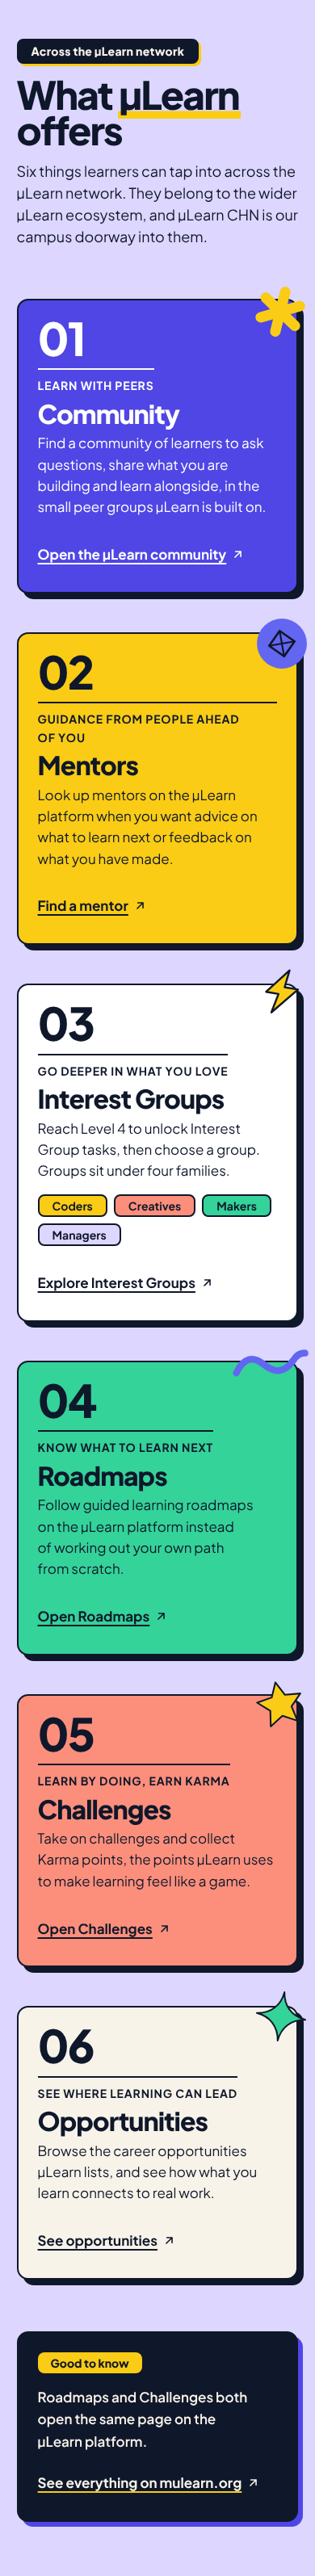 Across the µLearn network
What µLearn
offers
Six things learners can tap into across the
µLearn network. They belong to the wider
µLearn ecosystem, and µLearn CHN is our
campus doorway into them.
01
LEARN WITH PEERS
Community
Find a community of learners to ask
questions, share what you are
building and learn alongside, in the
small peer groups µLearn is built on.
Open the µLearn community ↗
02
GUIDANCE FROM PEOPLE AHEAD
OF YOU
Mentors
Look up mentors on the µLearn
platform when you want advice on
what to learn next or feedback on
what you have made.
Find a mentor ↗
03
GO DEEPER IN WHAT YOU LOVE
Interest Groups
Reach Level 4 to unlock Interest
Group tasks, then choose a group.
Groups sit under four families.
Coders Creatives Makers
Managers
Explore Interest Groups ↗
04
KNOW WHAT TO LEARN NEXT
Roadmaps
Follow guided learning roadmaps
on the µLearn platform instead
of working out your own path
from scratch.
Open Roadmaps ↗
05
LEARN BY DOING, EARN KARMA
Challenges
Take on challenges and collect
Karma points, the points µLearn uses
to make learning feel like a game.
Open Challenges ↗
06
SEE WHERE LEARNING CAN LEAD
Opportunities
Browse the career opportunities
µLearn lists, and see how what you
learn connects to real work.
See opportunities ↗
Good to know
Roadmaps and Challenges both
open the same page on the
µLearn platform.
See everything on mulearn.org ↗